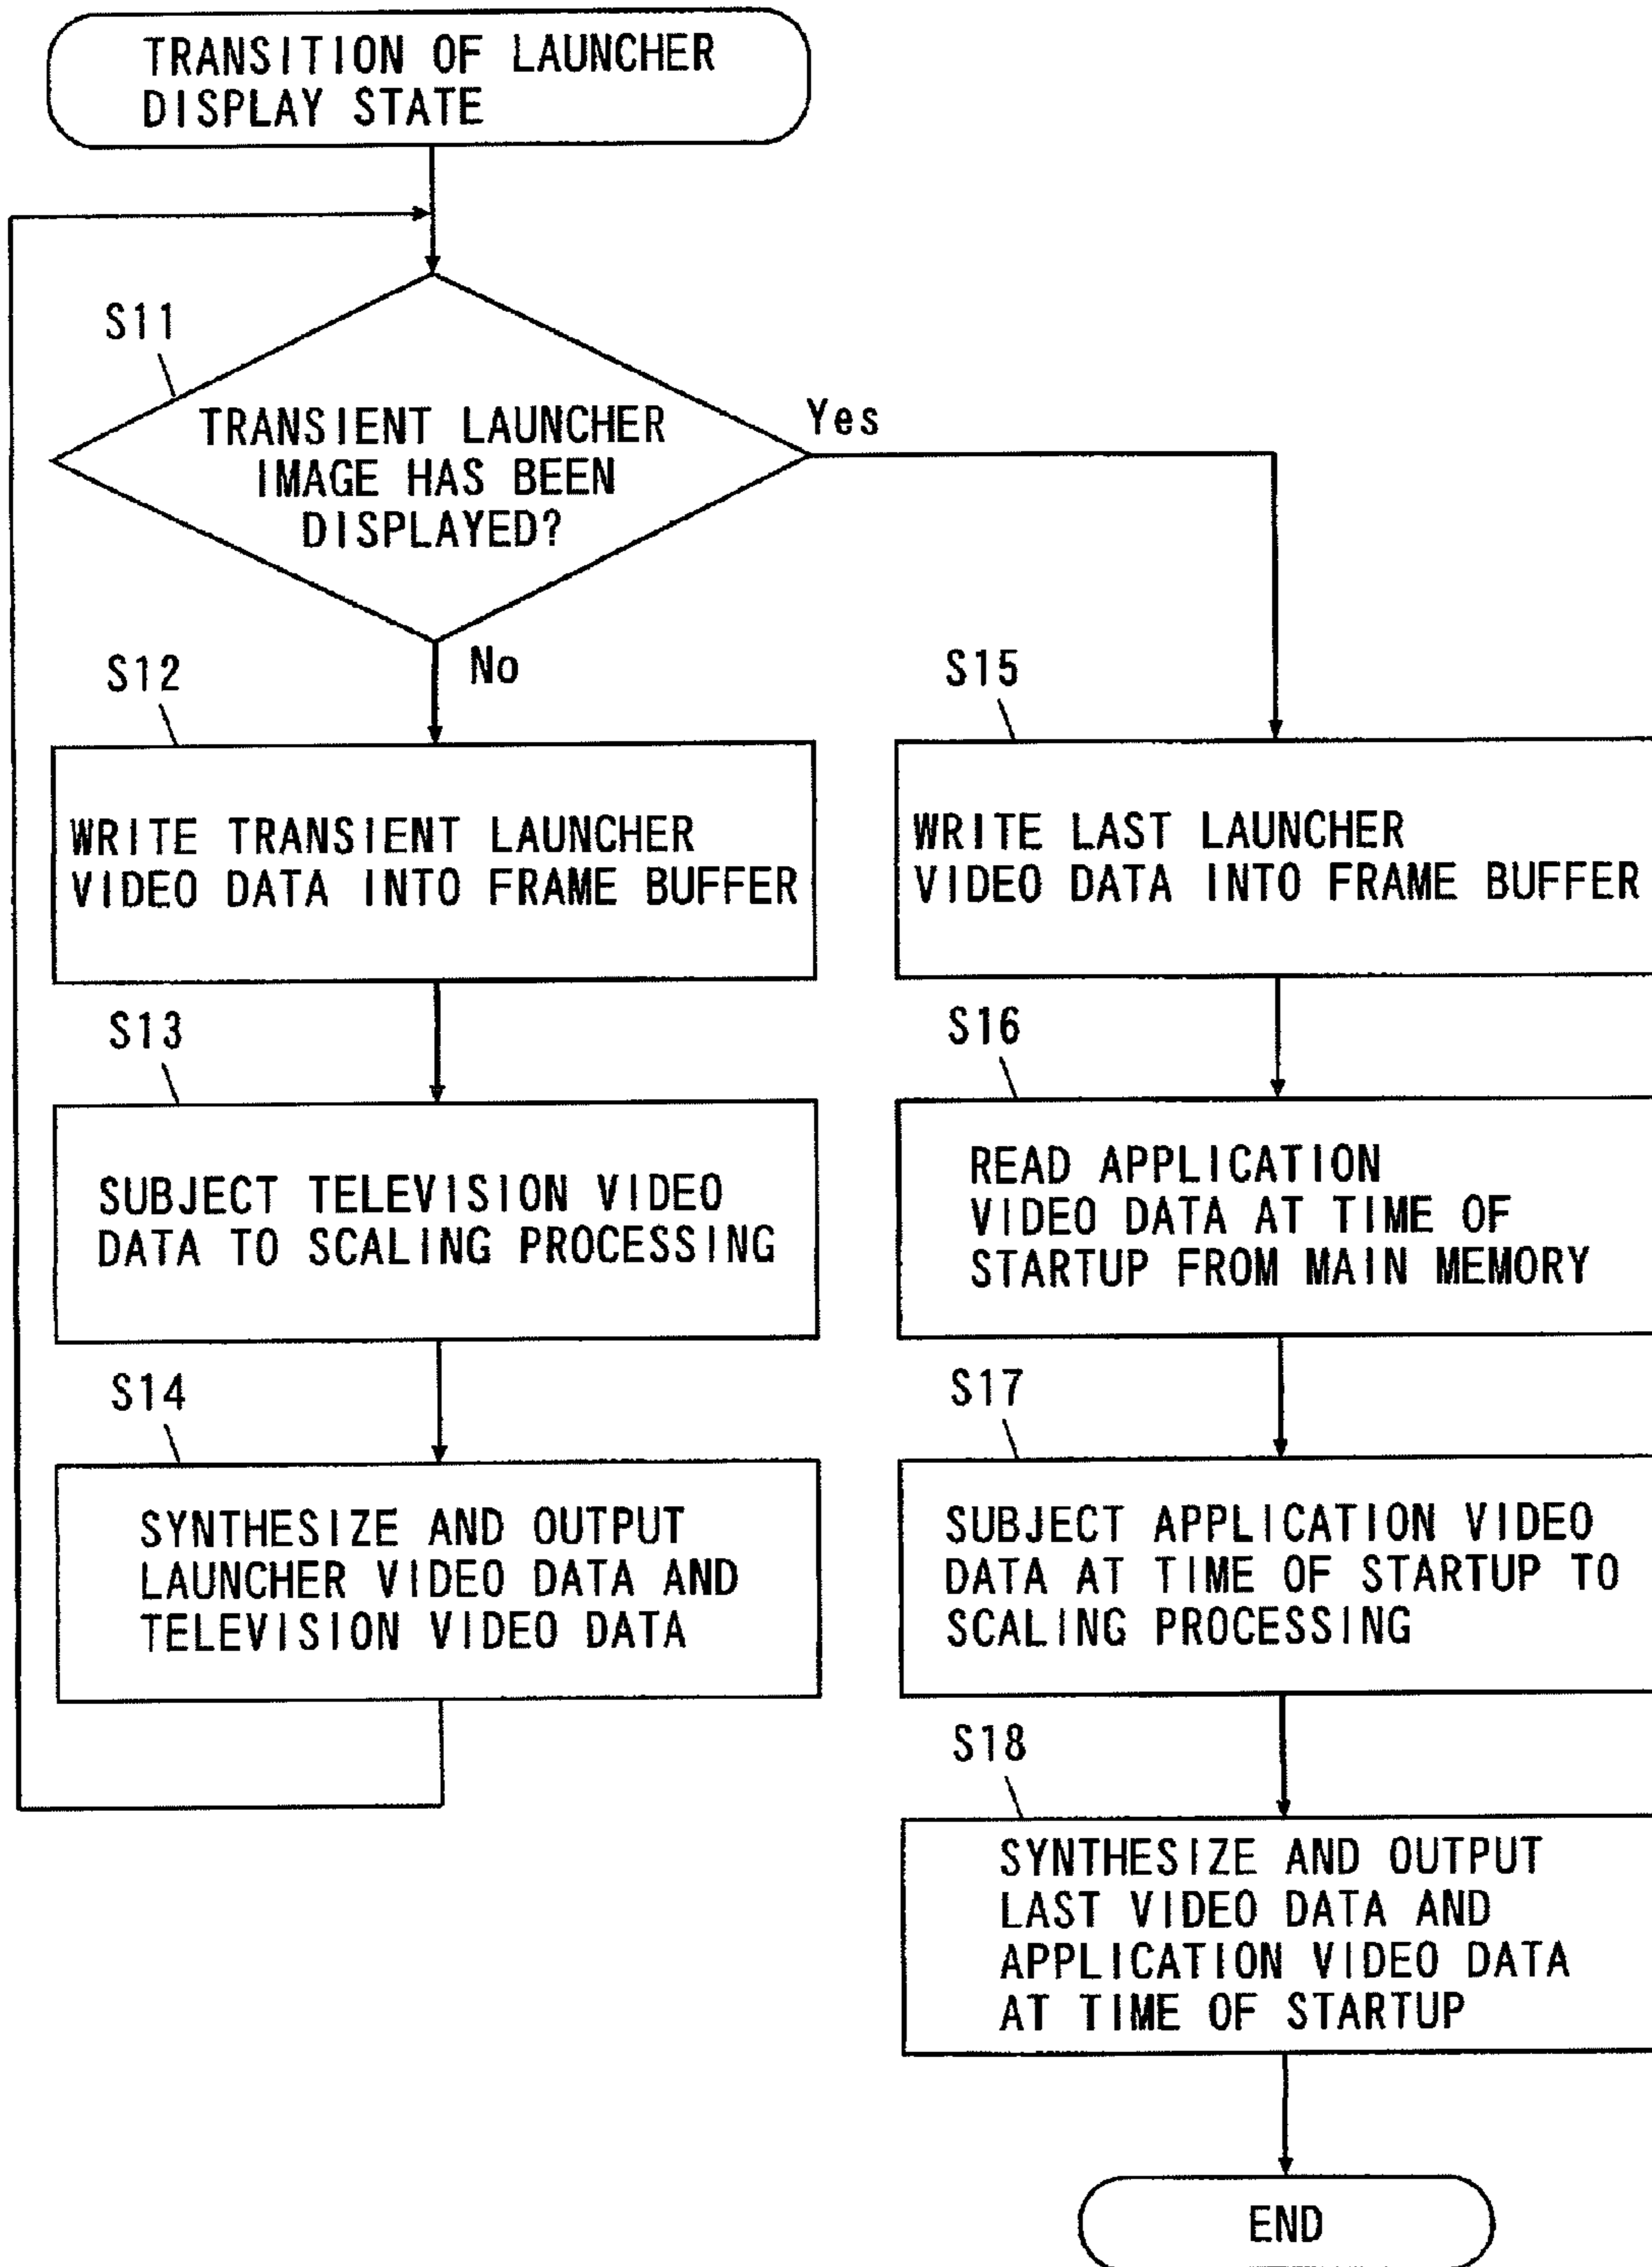 TRANSITION OF LAUNCHER
DISPLAY STATE
S11
TRANSIENT LAUNCHER
IMAGE HAS BEEN
DISPLAYED?
Yes
No
S12
WRITE TRANSIENT LAUNCHER
VIDEO DATA INTO FRAME BUFFER
S13
SUBJECT TELEVISION VIDEO
DATA TO SCALING PROCESSING
S14
SYNTHESIZE AND OUTPUT
LAUNCHER VIDEO DATA AND
TELEVISION VIDEO DATA
S15
WRITE LAST LAUNCHER
VIDEO DATA INTO FRAME BUFFER
S16
READ APPLICATION
VIDEO DATA AT TIME OF
STARTUP FROM MAIN MEMORY
S17
SUBJECT APPLICATION VIDEO
DATA AT TIME OF STARTUP TO
SCALING PROCESSING
S18
SYNTHESIZE AND OUTPUT
LAST VIDEO DATA AND
APPLICATION VIDEO DATA
AT TIME OF STARTUP
END